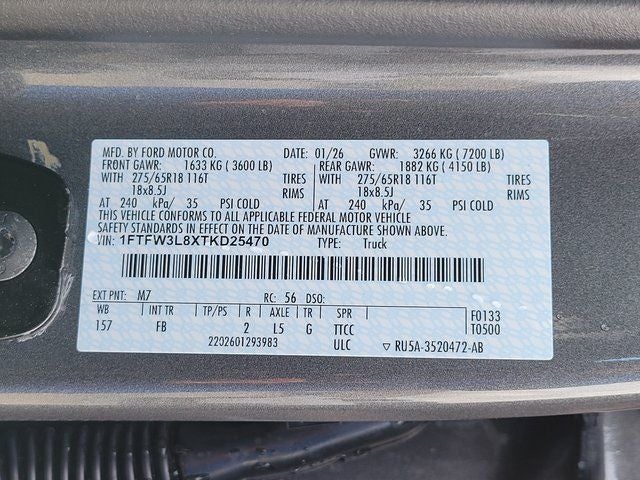 MFD. BY FORD MOTOR CO. DATE: 01/26 GVWR: 3266 KG ( 7200 LB)
FRONT GAWR: 1633 KG ( 3600 LB) REAR GAWR: 1882 KG ( 4150 LB)
WITH 275/65R18 116T TIRES WITH 275/65R18 116T TIRES
18x8.5J RIMS 18x8.5J RIMS
AT 240 kPa/ 35 PSI COLD AT 240 kPa/ 35 PSI COLD
THIS VEHICLE CONFORMS TO ALL APPLICABLE FEDERAL MOTOR VEHICLE
SAFETY STANDARD IN EFFECT ON THE DATE OF MANUFACTURE SHOWN ABOVE.
VIN: 1FTFW3L8XTKD25470 TYPE: Truck
EXT PNT: M7 RC: 56 DSO:
WB INT TR TP/PS R AXLE TR SPR F0133
157 FB 2 L5 G TTCC T0500
2202601293983 ULC ▽ RU5A-3520472-AB